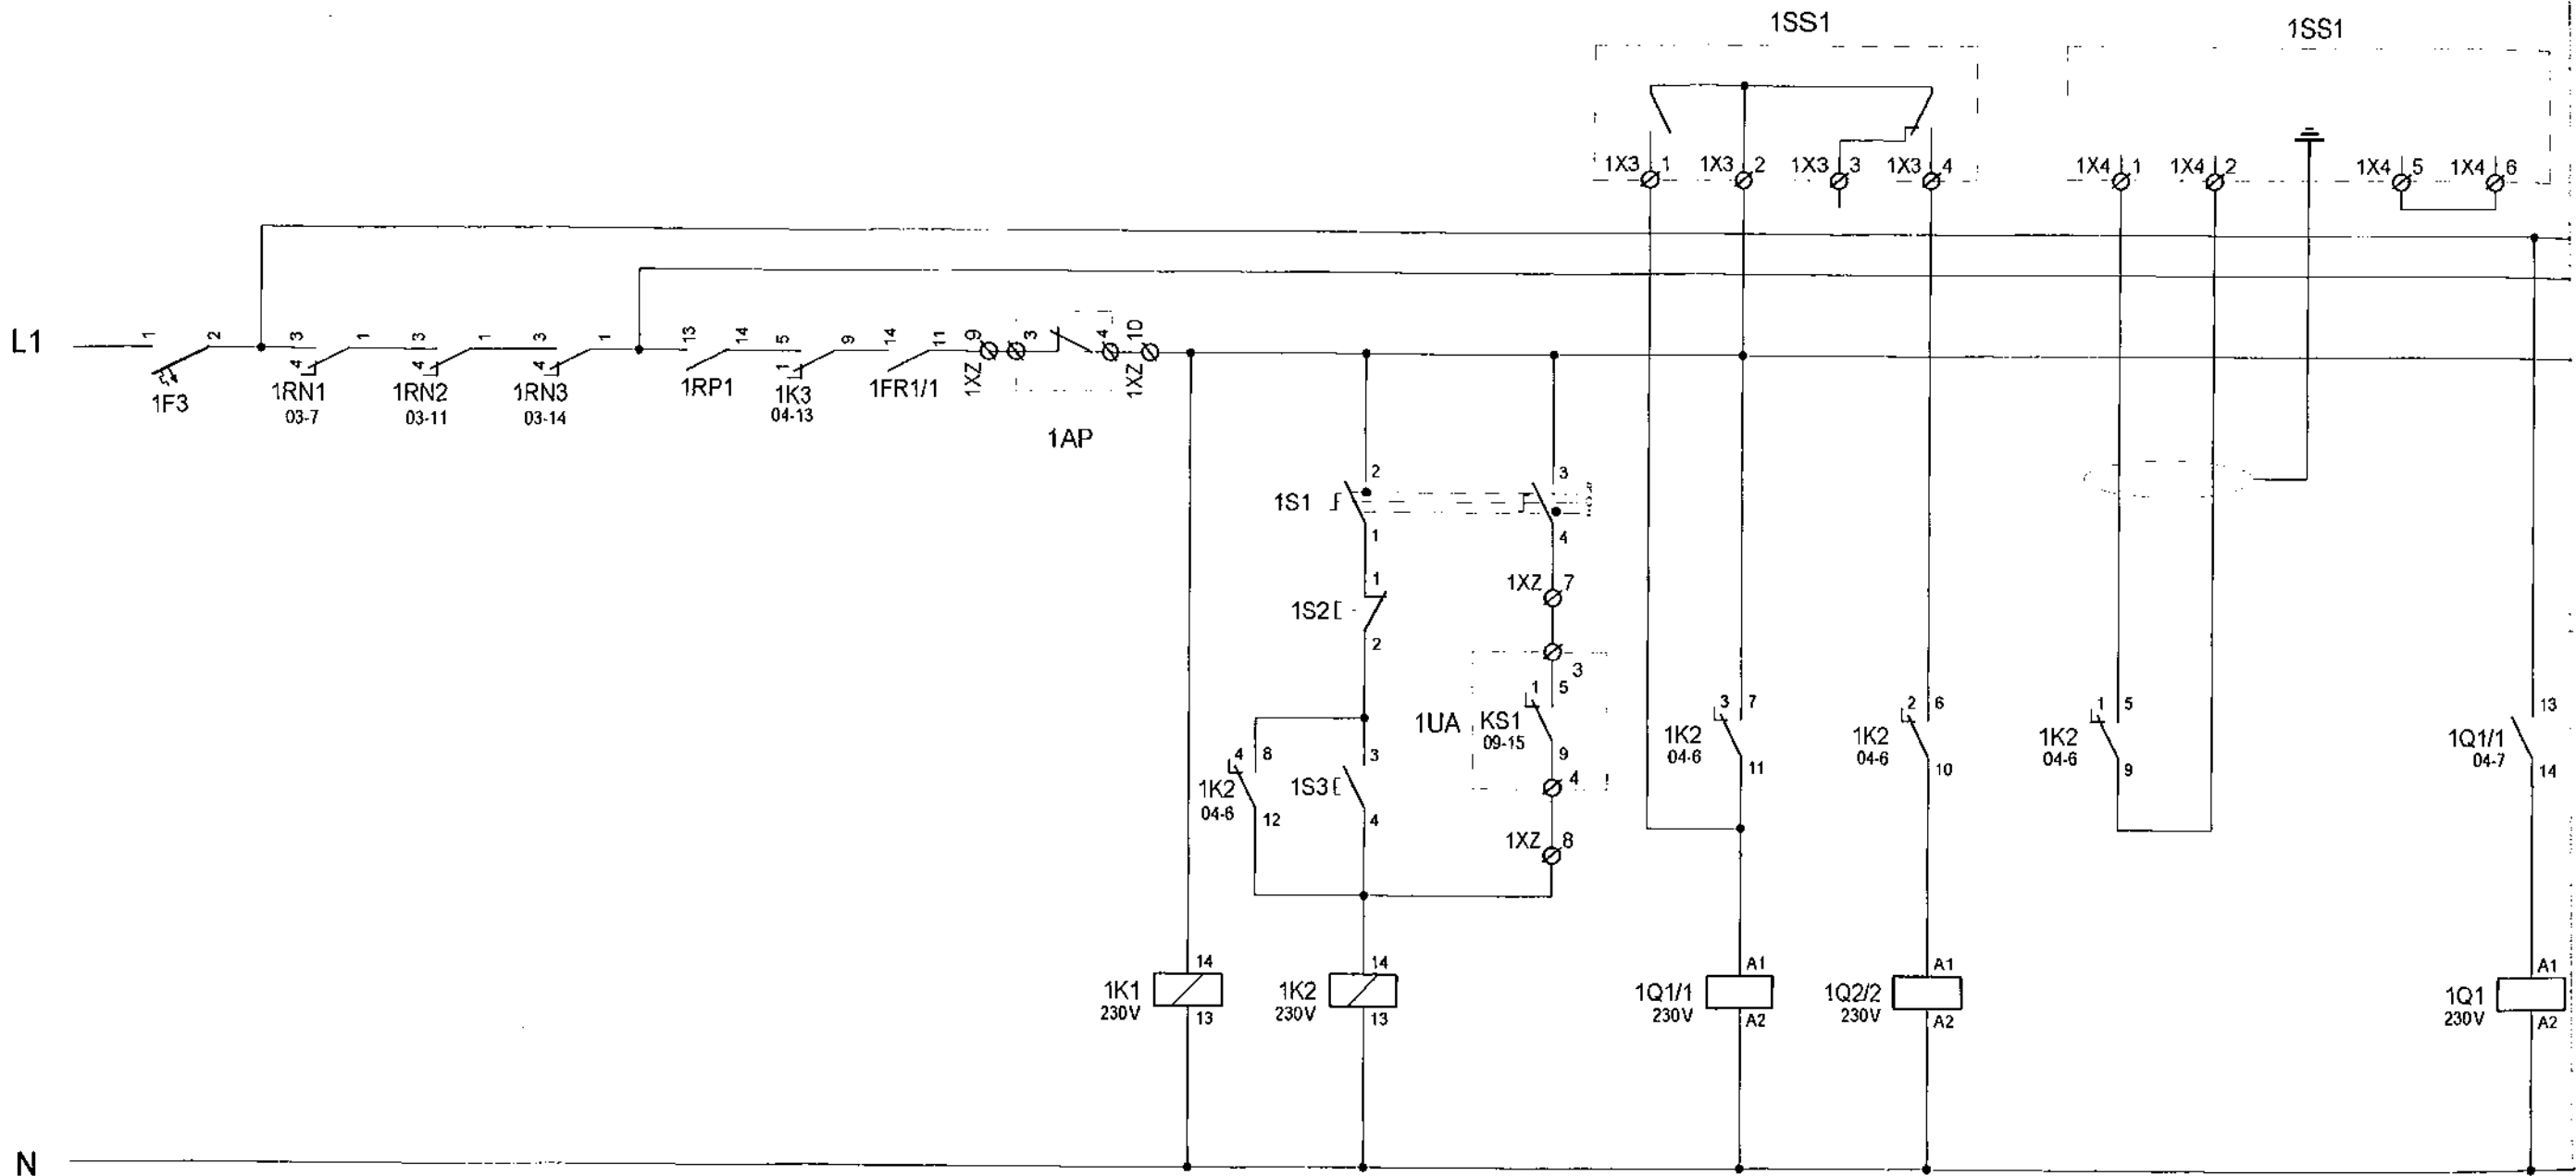 1SS1
1SS1
1X3 1
1X3 2
1X3 3
1X3 4
1X4 1
1X4 2
1X4 5
1X4 6
L1
1 2
3 1
4
3 1
4
3 1
4
13 14
5 9
1
14 11
1XZ 9
3
4
1XZ 10
1F3
1RN1
03-7
1RN2
03-11
1RN3
03-14
1RP1
1K3
04-13
1FR1/1
1AP
2
3
1S1
1
4
1
1XZ 7
1S2
2
3
1 5
1UA
KS1
09-15
9
4
4 8
3
1K2
04-6
1S3
12
4
1XZ 8
3 7
1K2
04-6
11
2 6
1K2
04-6
10
1 5
1K2
04-6
9
13
1Q1/1
04-7
14
14
1K1
230V
13
14
1K2
230V
13
A1
1Q1/1
230V
A2
A1
1Q2/2
230V
A2
A1
1Q1
230V
A2
N